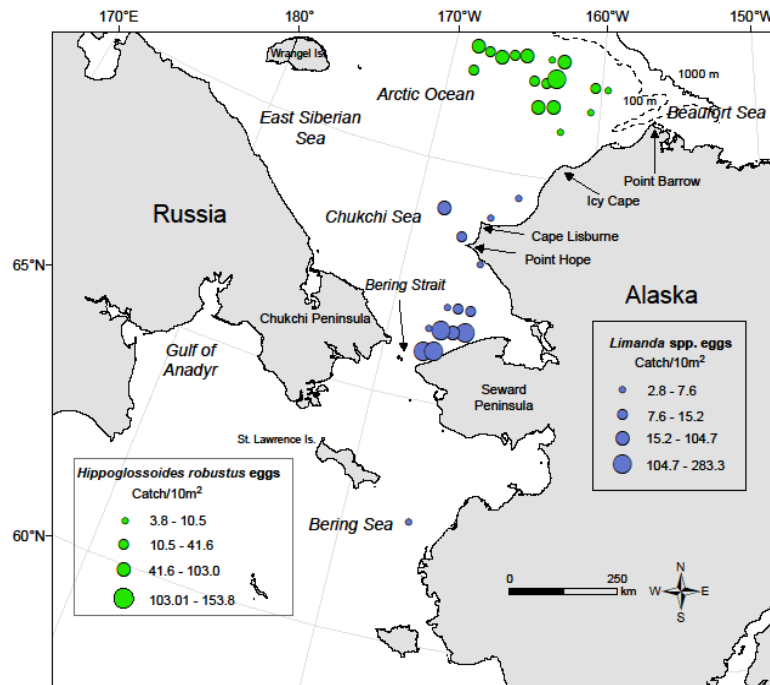 170°E
180°
170°W
160°W
150°W
Wrangel Is.
1000 m
Arctic Ocean
100 m
Beaufort Sea
East Siberian
Sea
Point Barrow
Icy Cape
Russia
Chukchi Sea
Cape Lisburne
Point Hope
65°N
Bering Strait
Alaska
Chukchi Peninsula
Limanda spp. eggs
Catch/10m²
2.8 - 7.6
7.6 - 15.2
15.2 - 104.7
104.7 - 283.3
Gulf of
Anadyr
Seward
Peninsula
St. Lawrence Is.
Hippoglossoides robustus eggs
Catch/10m²
3.8 - 10.5
10.5 - 41.6
41.6 - 103.0
103.01 - 153.8
Bering Sea
60°N
0 250
km
N
W E
S